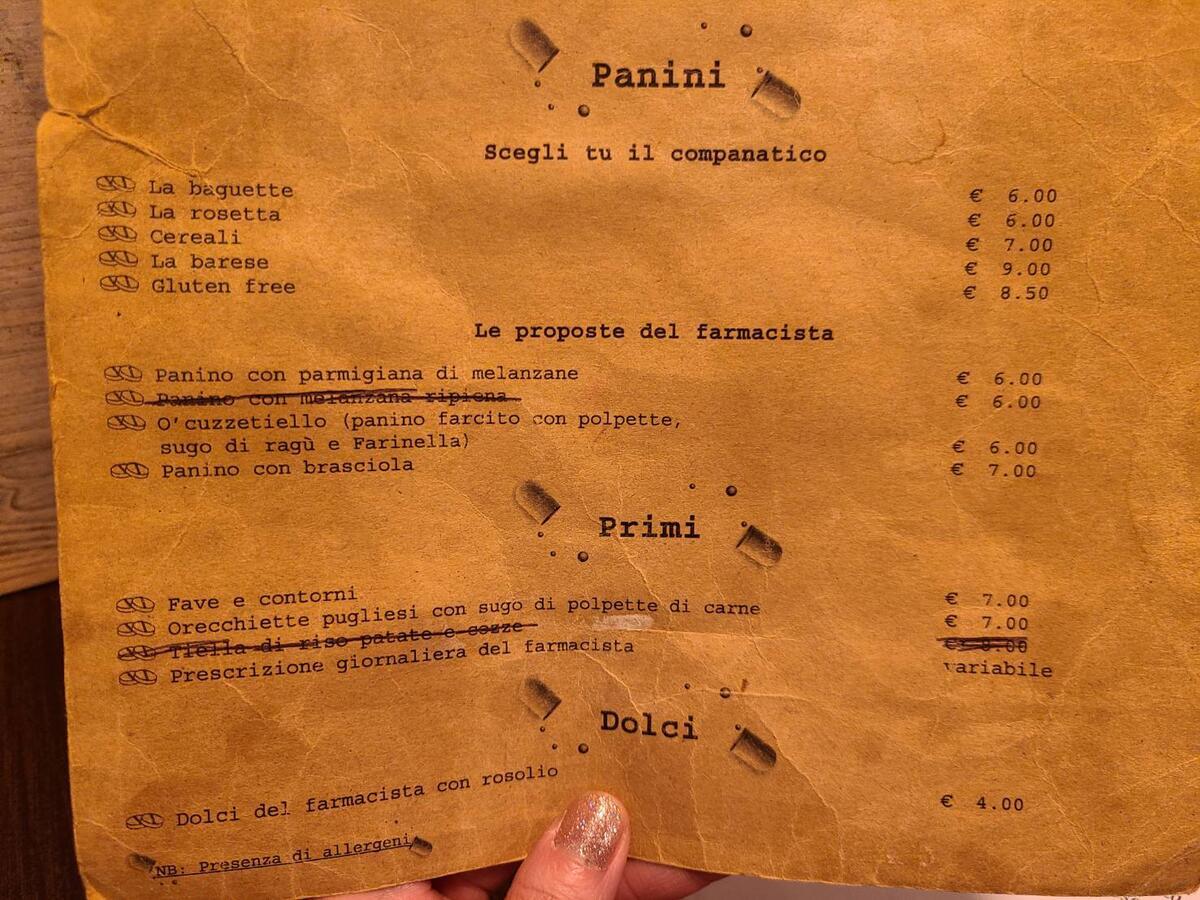 Panini
Scegli tu il companatico
La baguette € 6.00
La rosetta € 6.00
Cereali € 7.00
La barese € 9.00
Gluten free € 8.50
Le proposte del farmacista
Panino con parmigiana di melanzane € 6.00
Panino con melanzana ripiena € 6.00
O'cuzzetiello (panino farcito con polpette,
sugo di ragù e Farinella) € 6.00
Panino con brasciola € 7.00
Primi
Fave e contorni € 7.00
Orecchiette pugliesi con sugo di polpette di carne € 7.00
Tiella di riso patate e cozze € 8.00
Prescrizione giornaliera del farmacista variabile
Dolci
Dolci del farmacista con rosolio € 4.00
NB: Presenza di allergeni